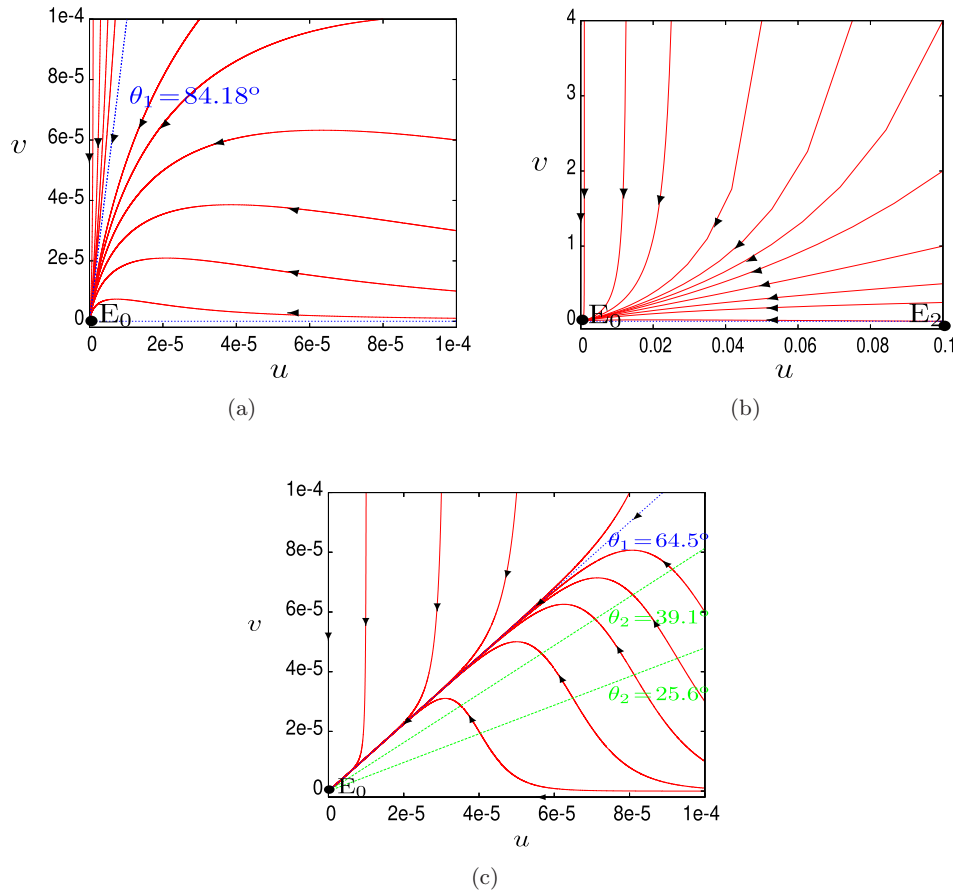 1e-4
8e-5
6e-5
4e-5
2e-5
0
v
θ₁=84.18°
E₀
0 2e-5 4e-5 6e-5 8e-5 1e-4
u
(a)
4
3
2
1
0
v
E₀
E₂
0 0.02 0.04 0.06 0.08 0.1
u
(b)
1e-4
8e-5
6e-5
4e-5
2e-5
0
v
θ₁=64.5°
θ₂=39.1°
θ₂=25.6°
E₀
0 2e-5 4e-5 6e-5 8e-5 1e-4
u
(c)